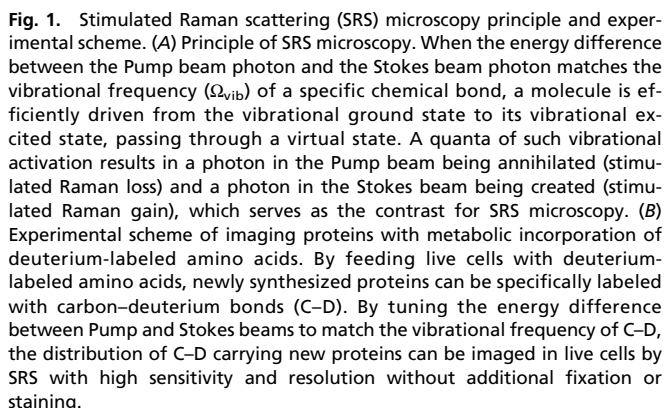 Fig. 1. Stimulated Raman scattering (SRS) microscopy principle and exper-
imental scheme. (A) Principle of SRS microscopy. When the energy difference
between the Pump beam photon and the Stokes beam photon matches the
vibrational frequency (Ωvib) of a specific chemical bond, a molecule is ef-
ficiently driven from the vibrational ground state to its vibrational ex-
cited state, passing through a virtual state. A quanta of such vibrational
activation results in a photon in the Pump beam being annihilated (stimu-
lated Raman loss) and a photon in the Stokes beam being created (stimu-
lated Raman gain), which serves as the contrast for SRS microscopy. (B)
Experimental scheme of imaging proteins with metabolic incorporation of
deuterium-labeled amino acids. By feeding live cells with deuterium-
labeled amino acids, newly synthesized proteins can be specifically labeled
with carbon–deuterium bonds (C–D). By tuning the energy difference
between Pump and Stokes beams to match the vibrational frequency of C–D,
the distribution of C–D carrying new proteins can be imaged in live cells by
SRS with high sensitivity and resolution without additional fixation or
staining.